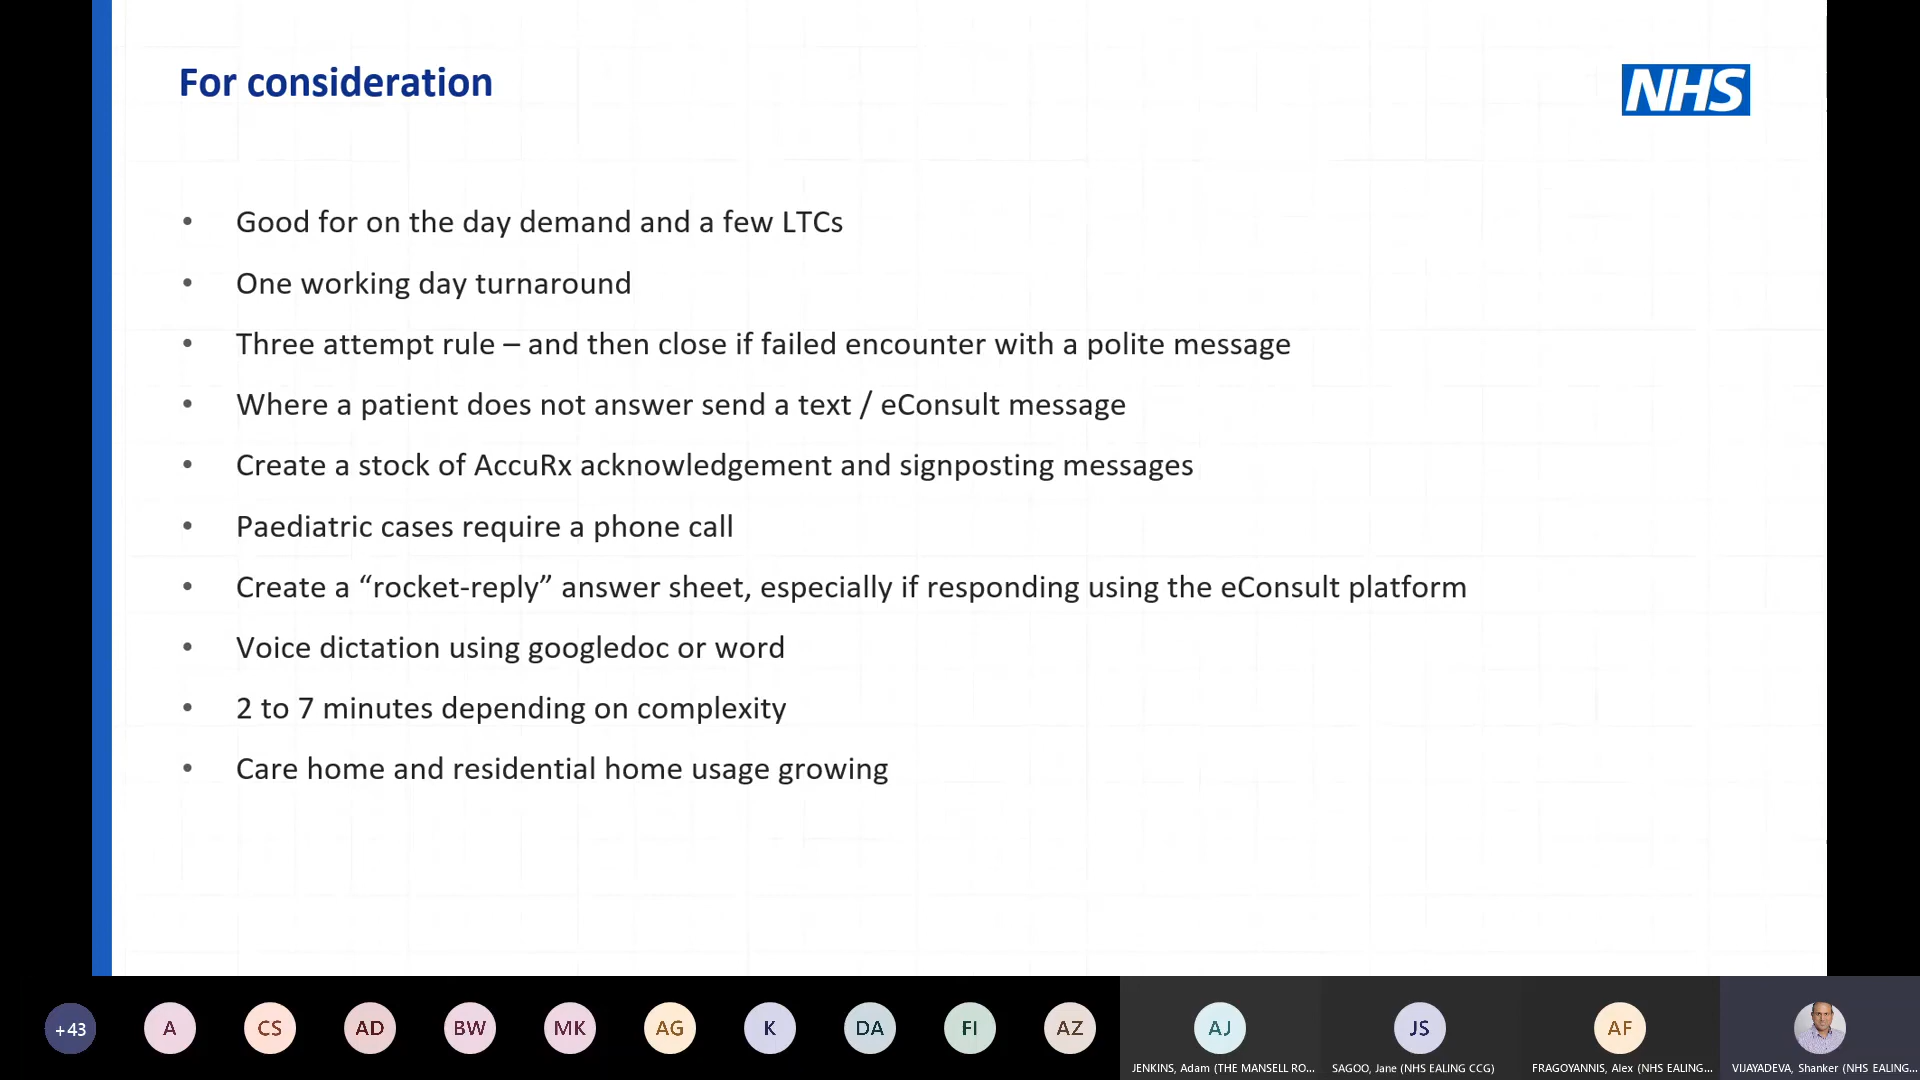 For consideration
NHS
• Good for on the day demand and a few LTCs
• One working day turnaround
• Three attempt rule – and then close if failed encounter with a polite message
• Where a patient does not answer send a text / eConsult message
• Create a stock of AccuRx acknowledgement and signposting messages
• Paediatric cases require a phone call
• Create a “rocket-reply” answer sheet, especially if responding using the eConsult platform
• Voice dictation using googledoc or word
• 2 to 7 minutes depending on complexity
• Care home and residential home usage growing
+43
A
CS
AD
BW
MK
AG
K
DA
FI
AZ
AJ
JS
AF
JENKINS, Adam (THE MANSELL RO...
SAGOO, Jane (NHS EALING CCG)
FRAGOYANNIS, Alex (NHS EALING...
VIJAYADEVA, Shanker (NHS EALING...